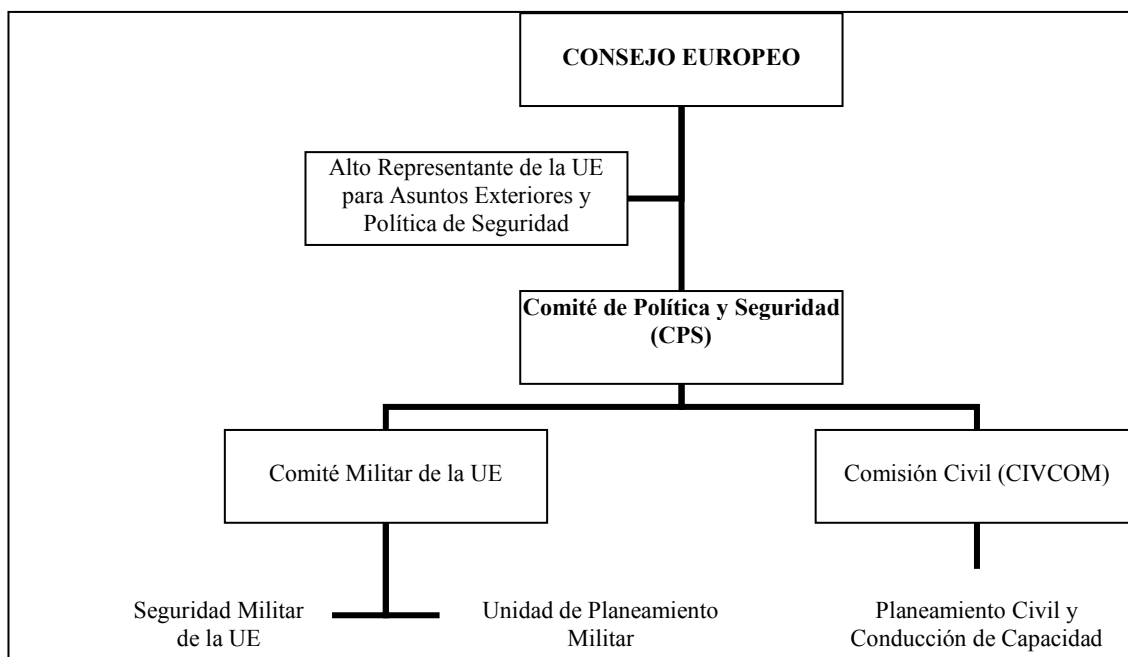 CONSEJO EUROPEO
Alto Representante de la UE
para Asuntos Exteriores y
Política de Seguridad
Comité de Política y Seguridad
(CPS)
Comité Militar de la UE
Comisión Civil (CIVCOM)
Seguridad Militar
de la UE
Unidad de Planeamiento
Militar
Planeamiento Civil y
Conducción de Capacidad